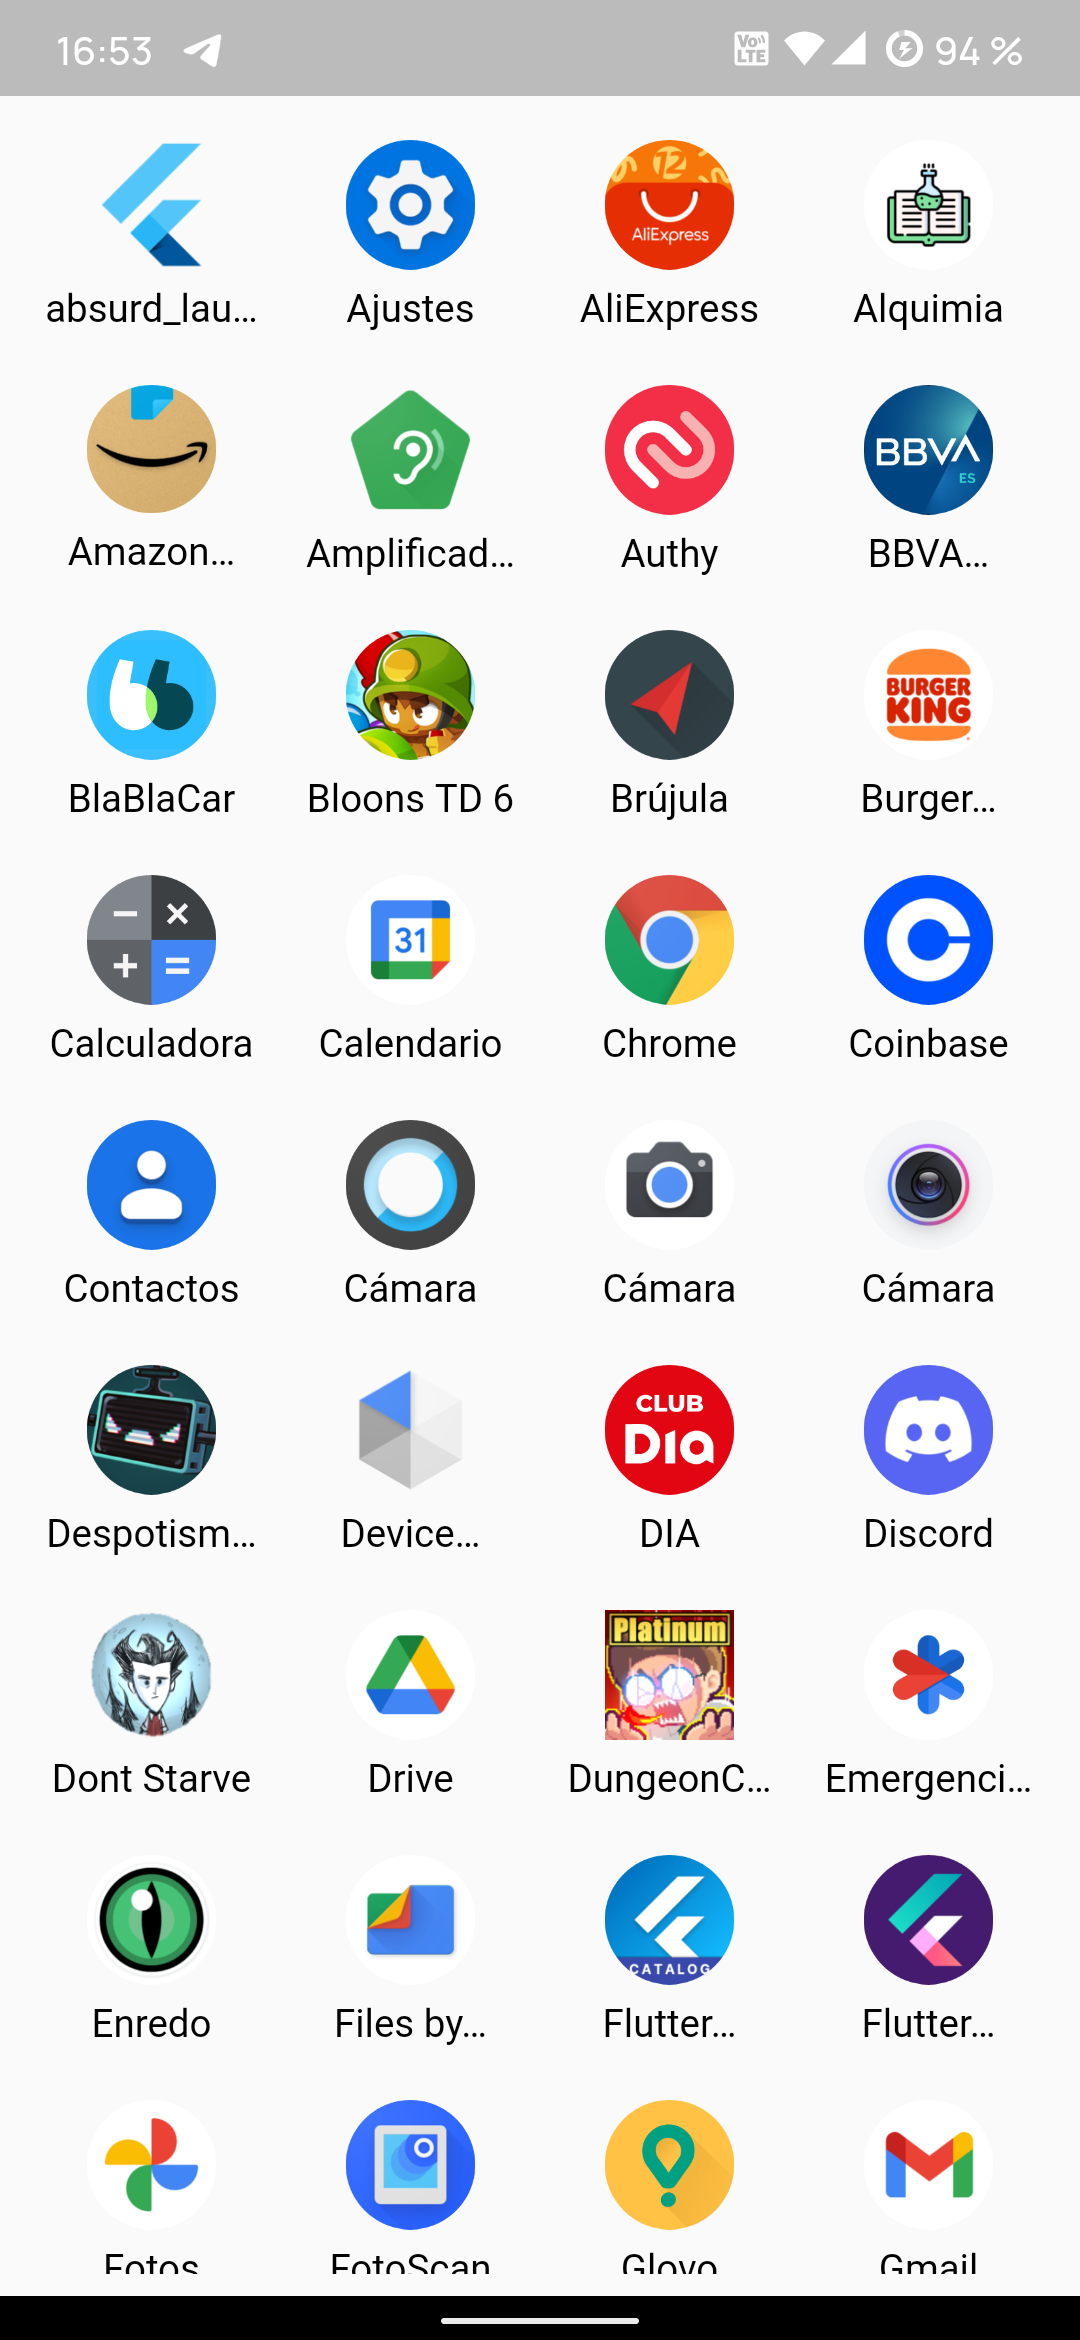 16:53 Vo)) LTE 94 %
12
AliExpress
absurd_lau... Ajustes AliExpress Alquimia
BBVA
ES
Amazon... Amplificad... Authy BBVA...
BURGER
KING
BlaBlaCar Bloons TD 6 Brújula Burger...
− ×
31
+ =
Calculadora Calendario Chrome Coinbase
Contactos Cámara Cámara Cámara
CLUB
Dia
Despotism... Device... DIA Discord
Platinum
Dont Starve Drive DungeonC... Emergenci...
CATALOG
Enredo Files by... Flutter... Flutter...
Fotos FotoScan Glovo Gmail